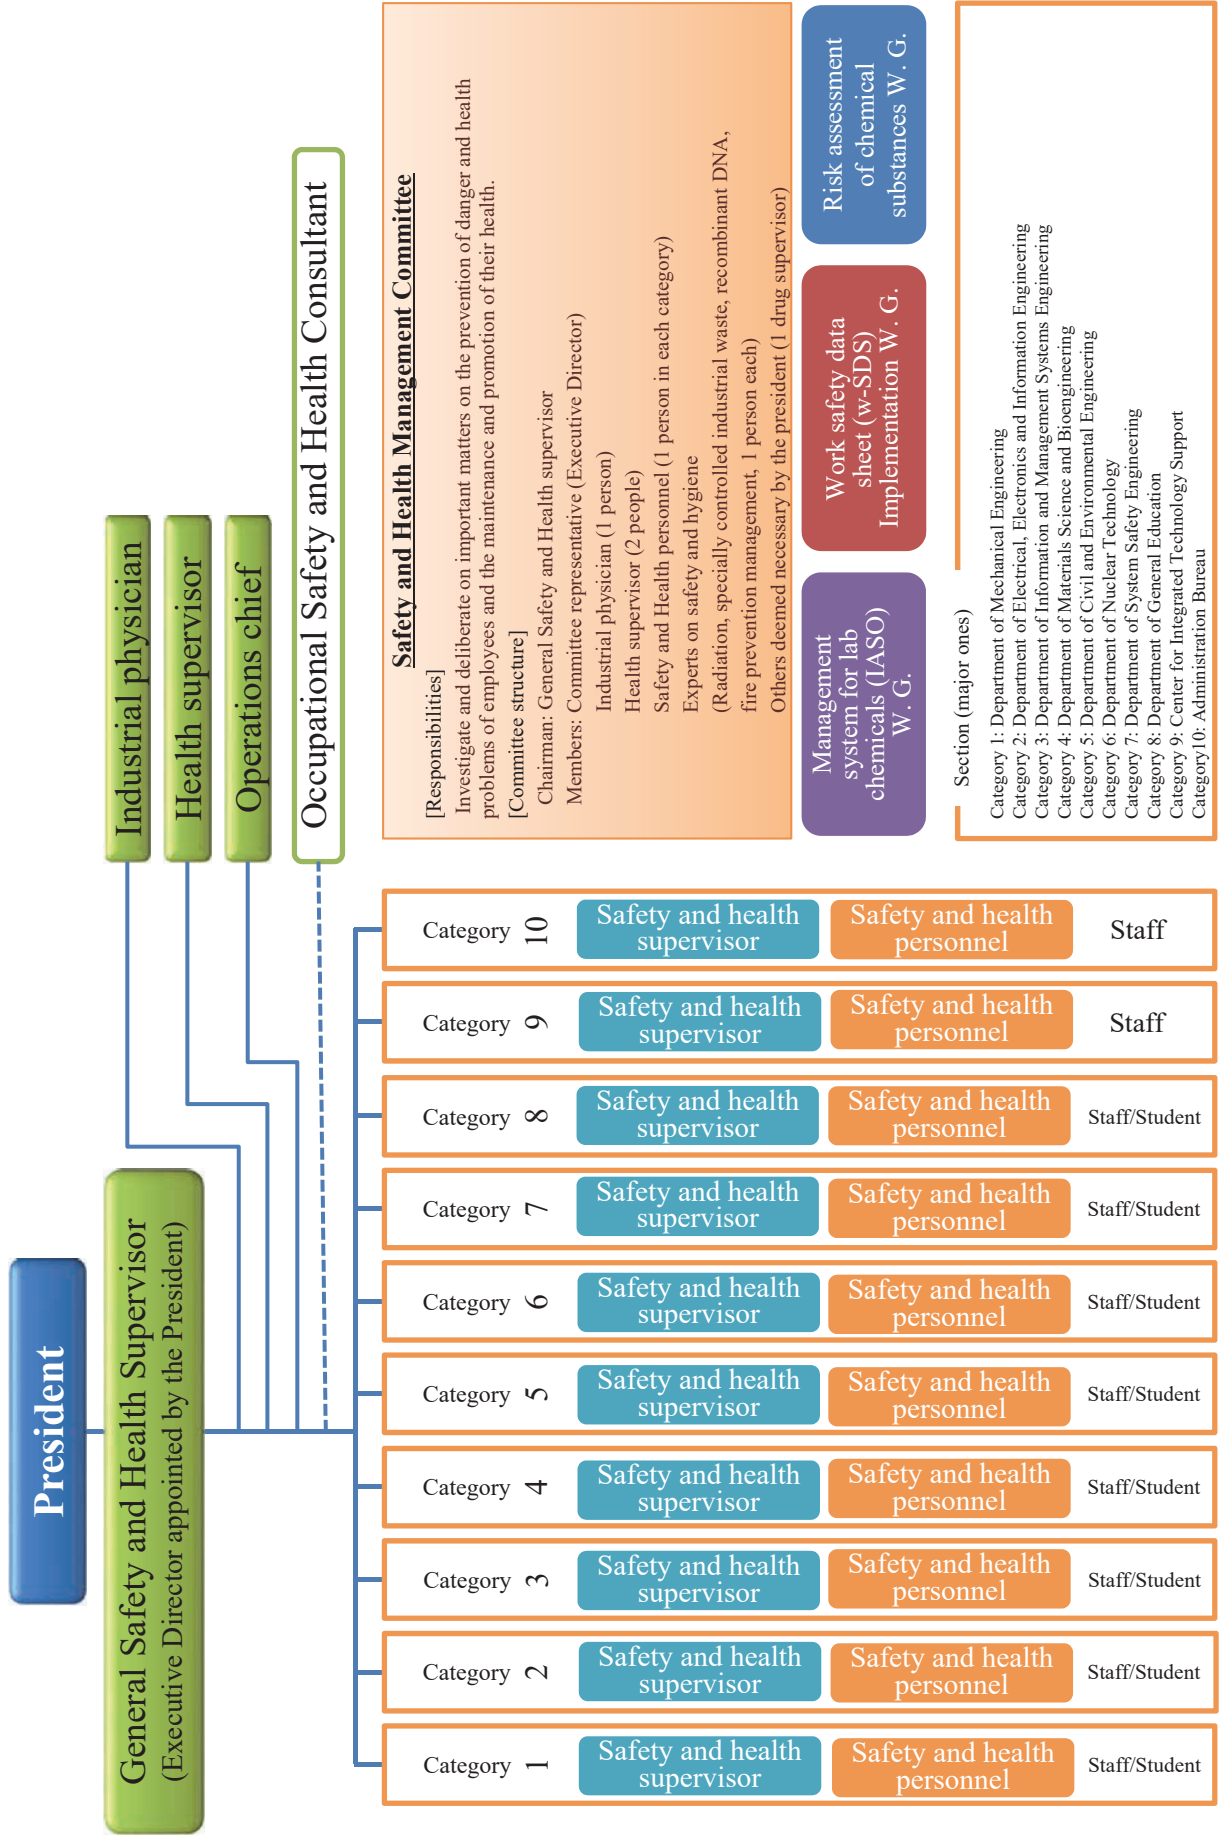 President
General Safety and Health Supervisor
(Executive Director appointed by the President)
Industrial physician
Health supervisor
Operations chief
Occupational Safety and Health Consultant
Category
1
Safety and health
supervisor
Safety and health
personnel
Staff/Student
Category
2
Safety and health
supervisor
Safety and health
personnel
Staff/Student
Category
3
Safety and health
supervisor
Safety and health
personnel
Staff/Student
Category
4
Safety and health
supervisor
Safety and health
personnel
Staff/Student
Category
5
Safety and health
supervisor
Safety and health
personnel
Staff/Student
Category
6
Safety and health
supervisor
Safety and health
personnel
Staff/Student
Category
7
Safety and health
supervisor
Safety and health
personnel
Staff/Student
Category
8
Safety and health
supervisor
Safety and health
personnel
Staff/Student
Category
9
Safety and health
supervisor
Safety and health
personnel
Staff
Category
10
Safety and health
supervisor
Safety and health
personnel
Staff
Safety and Health Management Committee
[Responsibilities]
Investigate and deliberate on important matters on the prevention of danger and health
problems of employees and the maintenance and promotion of their health.
[Committee structure]
Chairman: General Safety and Health supervisor
Members: Committee representative (Executive Director)
Industrial physician (1 person)
Health supervisor (2 people)
Safety and Health personnel (1 person in each category)
Experts on safety and hygiene
(Radiation, specially controlled industrial waste, recombinant DNA,
fire prevention management, 1 person each)
Others deemed necessary by the president (1 drug supervisor)
Management
system for lab
chemicals (IASO)
W. G.
Work safety data
sheet (w-SDS)
Implementation W. G.
Risk assessment
of chemical
substances W. G.
Section (major ones)
Category 1: Department of Mechanical Engineering
Category 2: Department of Electrical, Electronics and Information Engineering
Category 3: Department of Information and Management Systems Engineering
Category 4: Department of Materials Science and Bioengineering
Category 5: Department of Civil and Environmental Engineering
Category 6: Department of Nuclear Technology
Category 7: Department of System Safety Engineering
Category 8: Department of General Education
Category 9: Center for Integrated Technology Support
Category10: Administration Bureau